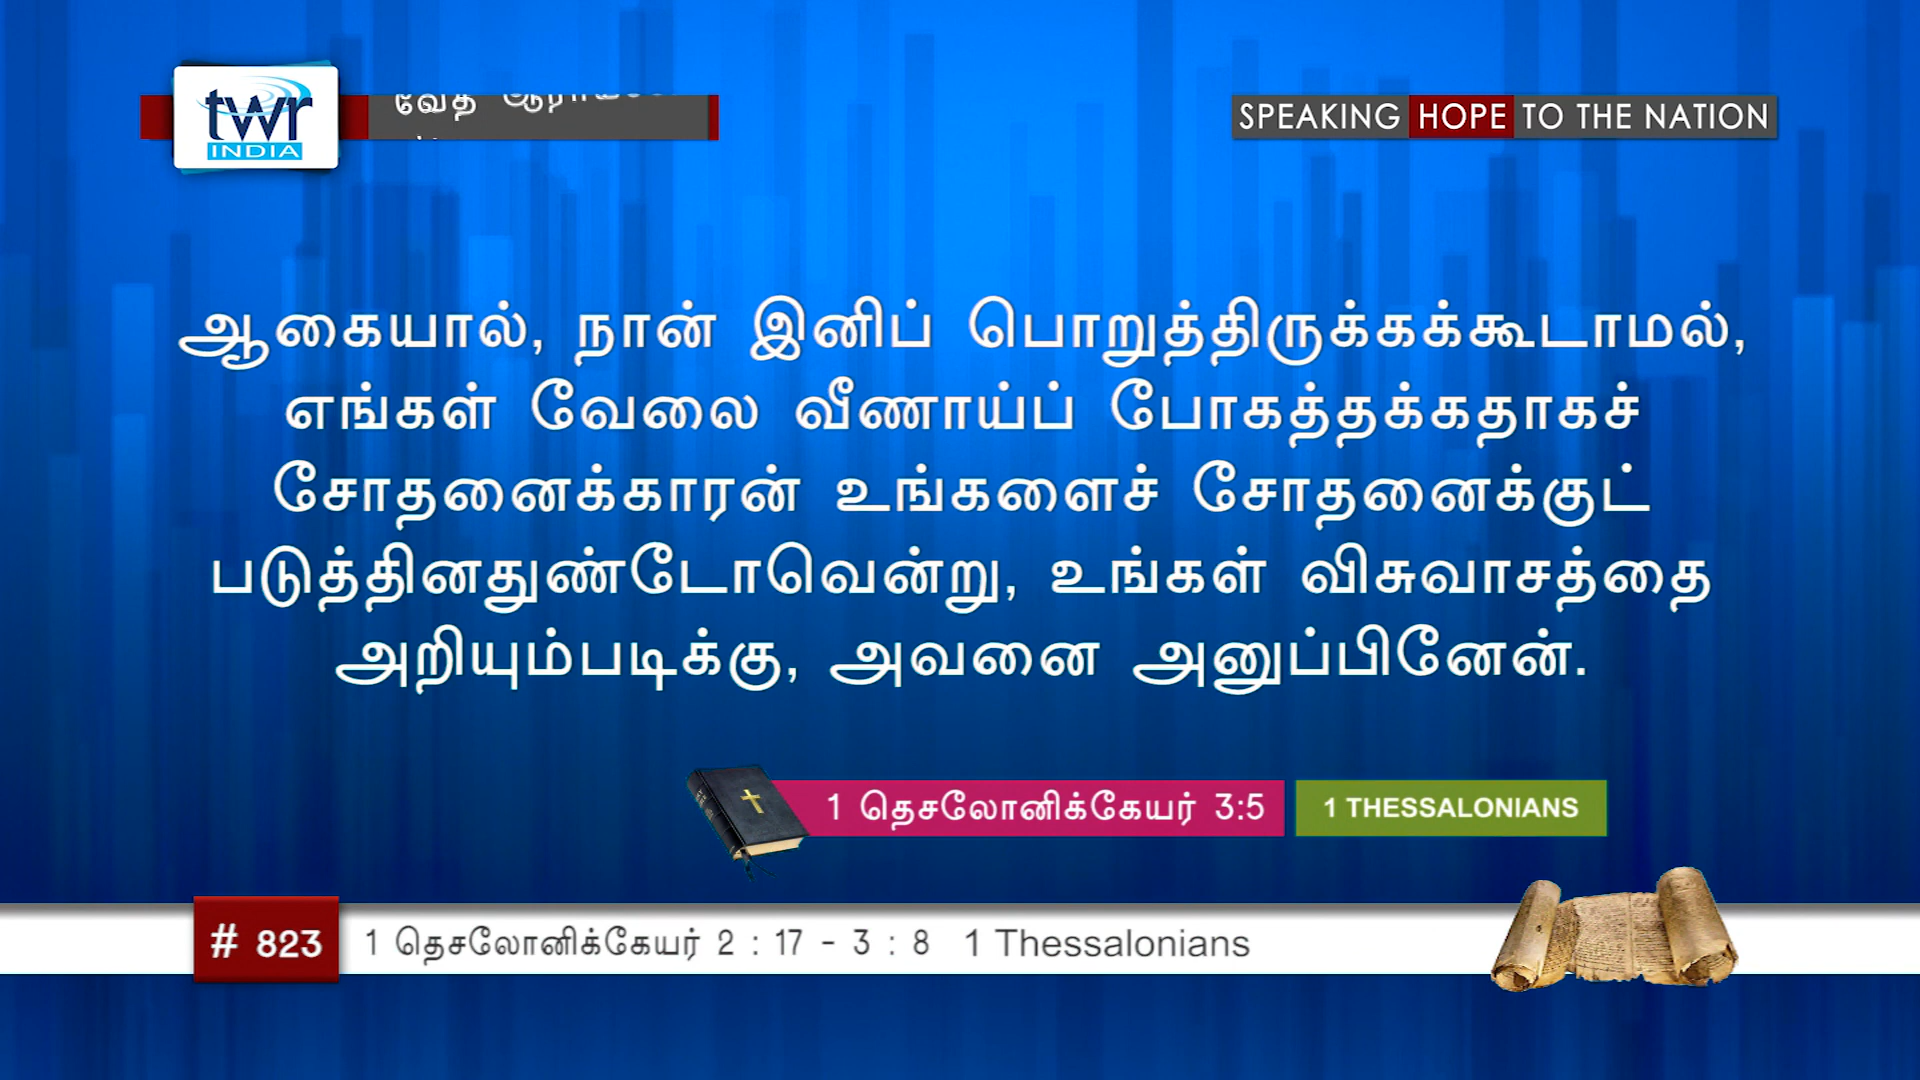 twr
INDIA
வேத
SPEAKING HOPE TO THE NATION
ஆகையால், நான் இனிப் பொறுத்திருக்கக்கூடாமல்,
எங்கள் வேலை வீணாய்ப் போகத்தக்கதாகச்
சோதனைக்காரன் உங்களைச் சோதனைக்குட்
படுத்தினதுண்டோவென்று, உங்கள் விசுவாசத்தை
அறியும்படிக்கு, அவனை அனுப்பினேன்.
1 தெசலோனிக்கேயர் 3:5 1 THESSALONIANS
# 823 1 தெசலோனிக்கேயர் 2 : 17 - 3 : 8 1 Thessalonians